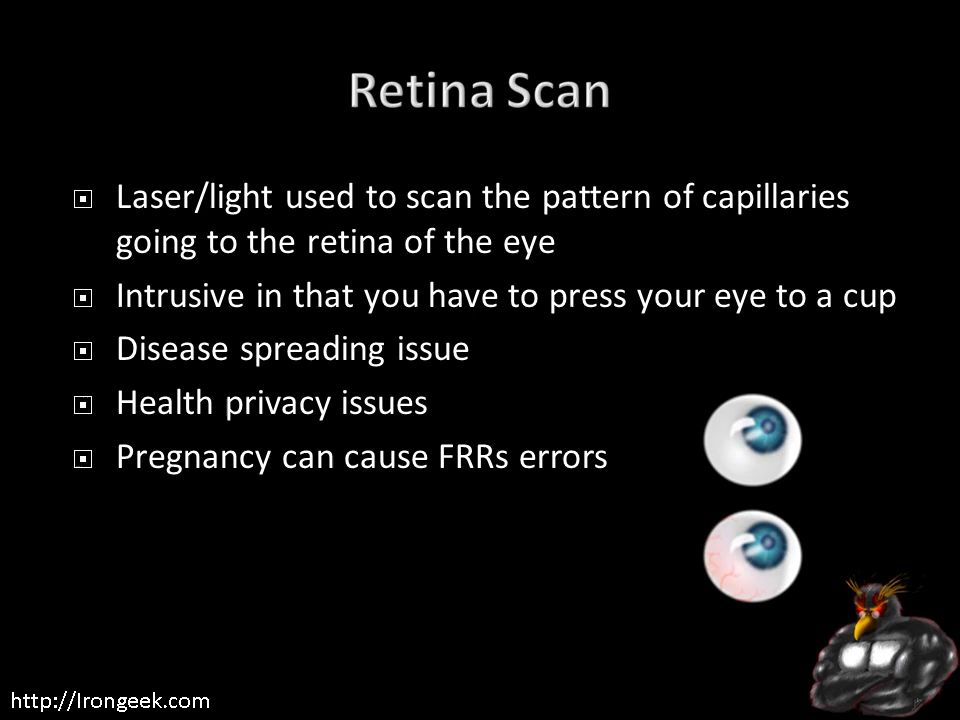 Retina Scan
Laser/light used to scan the pattern of capillaries
going to the retina of the eye
Intrusive in that you have to press your eye to a cup
Disease spreading issue
Health privacy issues
Pregnancy can cause FRRs errors
http://Irongeek.com